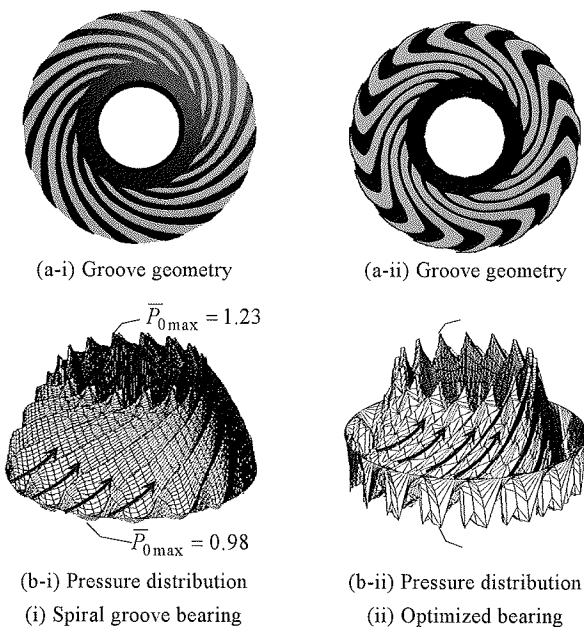 (a-i) Groove geometry
(a-ii) Groove geometry
P̅₀max = 1.23
P̅₀max = 0.98
(b-i) Pressure distribution
(b-ii) Pressure distribution
(i) Spiral groove bearing
(ii) Optimized bearing